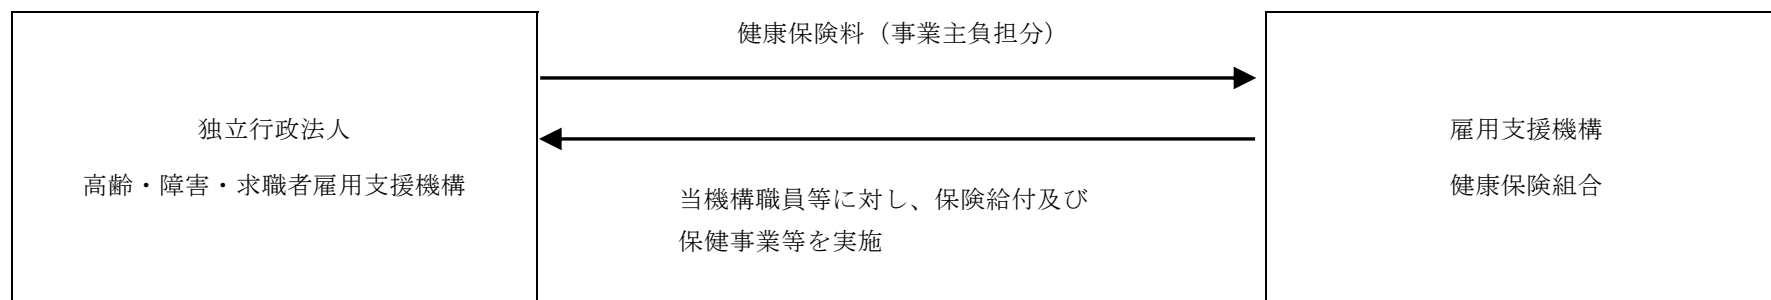 健康保険料（事業主負担分）
独立行政法人
高齢・障害・求職者雇用支援機構
当機構職員等に対し、保険給付及び
保健事業等を実施
雇用支援機構
健康保険組合